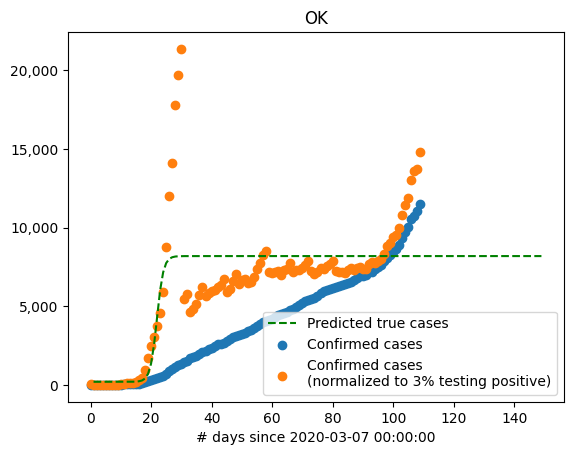 OK
20,000
15,000
10,000
5,000
0
0 20 40 60 80 100 120 140
# days since 2020-03-07 00:00:00
Predicted true cases
Confirmed cases
Confirmed cases
(normalized to 3% testing positive)